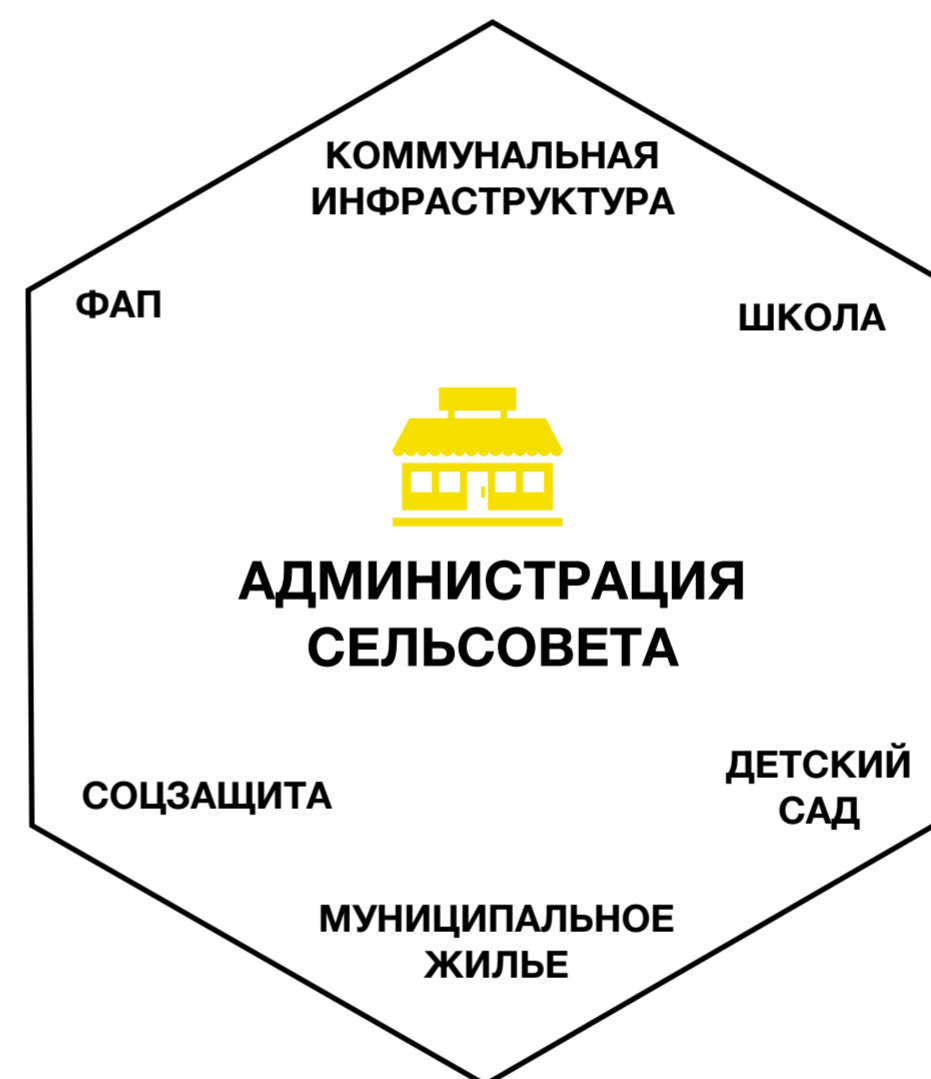 КОММУНАЛЬНАЯ
ИНФРАСТРУКТУРА
ФАП
ШКОЛА
АДМИНИСТРАЦИЯ
СЕЛЬСОВЕТА
СОЦЗАЩИТА
ДЕТСКИЙ
САД
МУНИЦИПАЛЬНОЕ
ЖИЛЬЕ